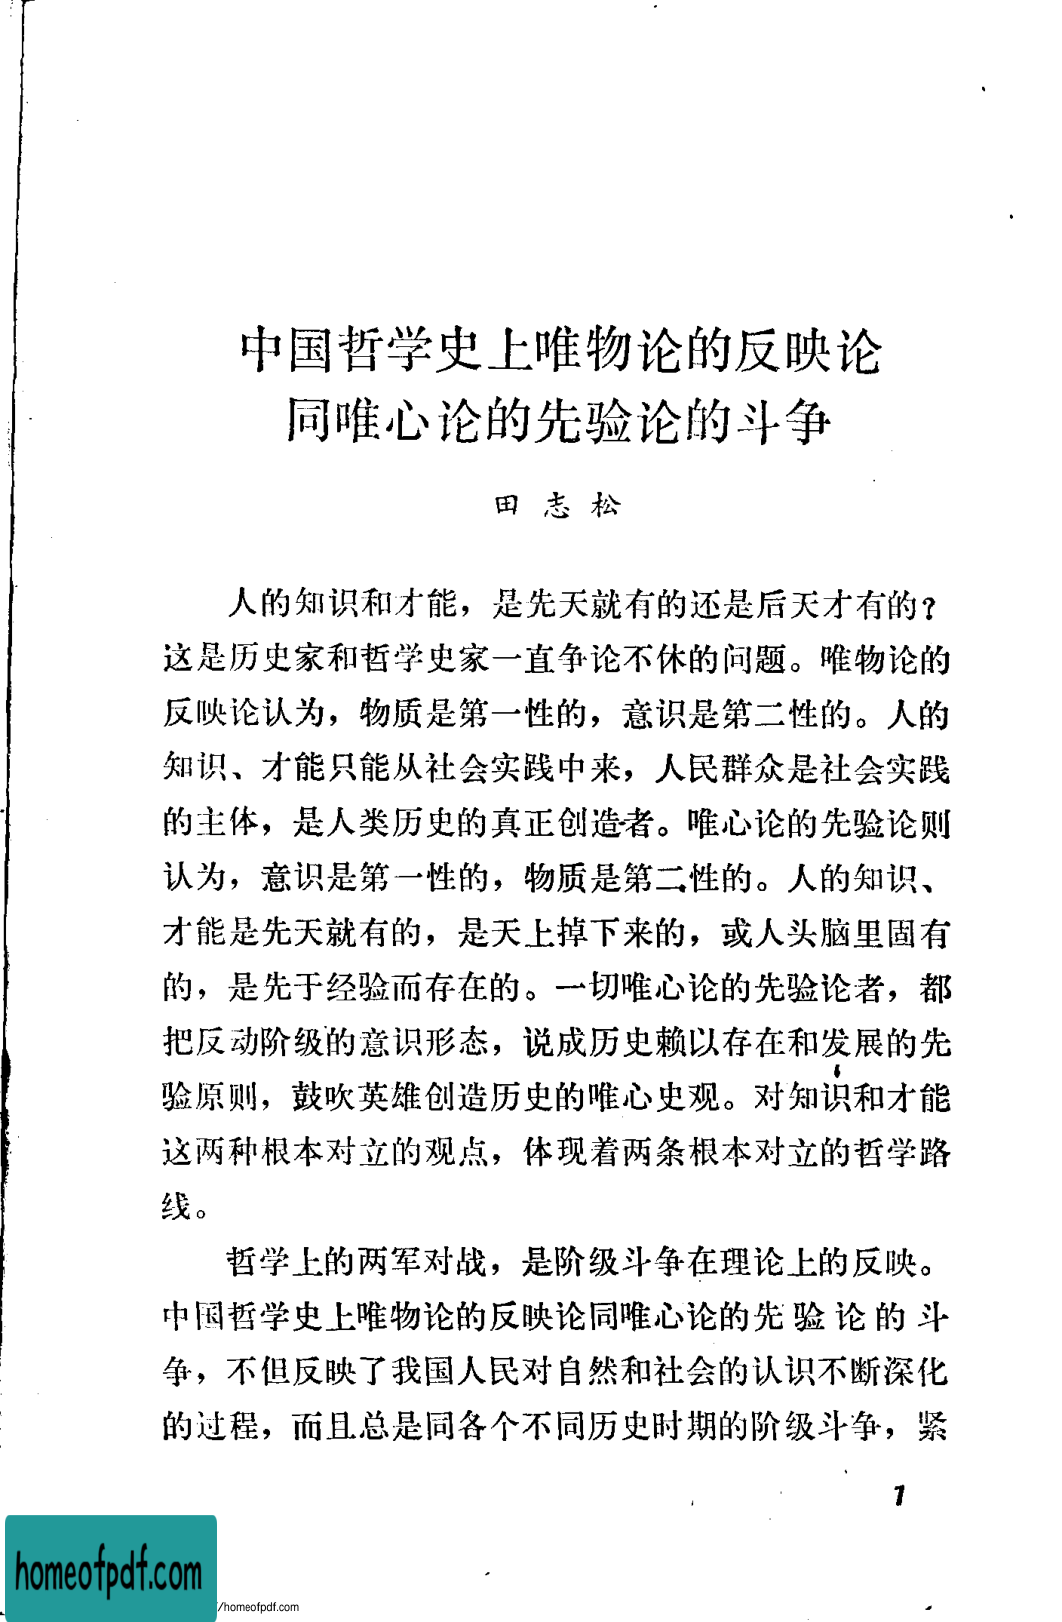 中国哲学史上唯物论的反映论
同唯心论的先验论的斗争
田志松
人的知识和才能，是先天就有的还是后天才有的？
这是历史家和哲学史家一直争论不休的问题。唯物论的
反映论认为，物质是第一性的，意识是第二性的。人的
知识、才能只能从社会实践中来，人民群众是社会实践
的主体，是人类历史的真正创造者。唯心论的先验论则
认为，意识是第一性的，物质是第二性的。人的知识、
才能是先天就有的，是天上掉下来的，或人头脑里固有
的，是先于经验而存在的。一切唯心论的先验论者，都
把反动阶级的意识形态，说成历史赖以存在和发展的先
验原则，鼓吹英雄创造历史的唯心史观。对知识和才能
这两种根本对立的观点，体现着两条根本对立的哲学路
线。
哲学上的两军对战，是阶级斗争在理论上的反映。
中国哲学史上唯物论的反映论同唯心论的先验论的斗
争，不但反映了我国人民对自然和社会的认识不断深化
的过程，而且总是同各个不同历史时期的阶级斗争，紧
1
homeofpdf.com
/homeofpdf.com